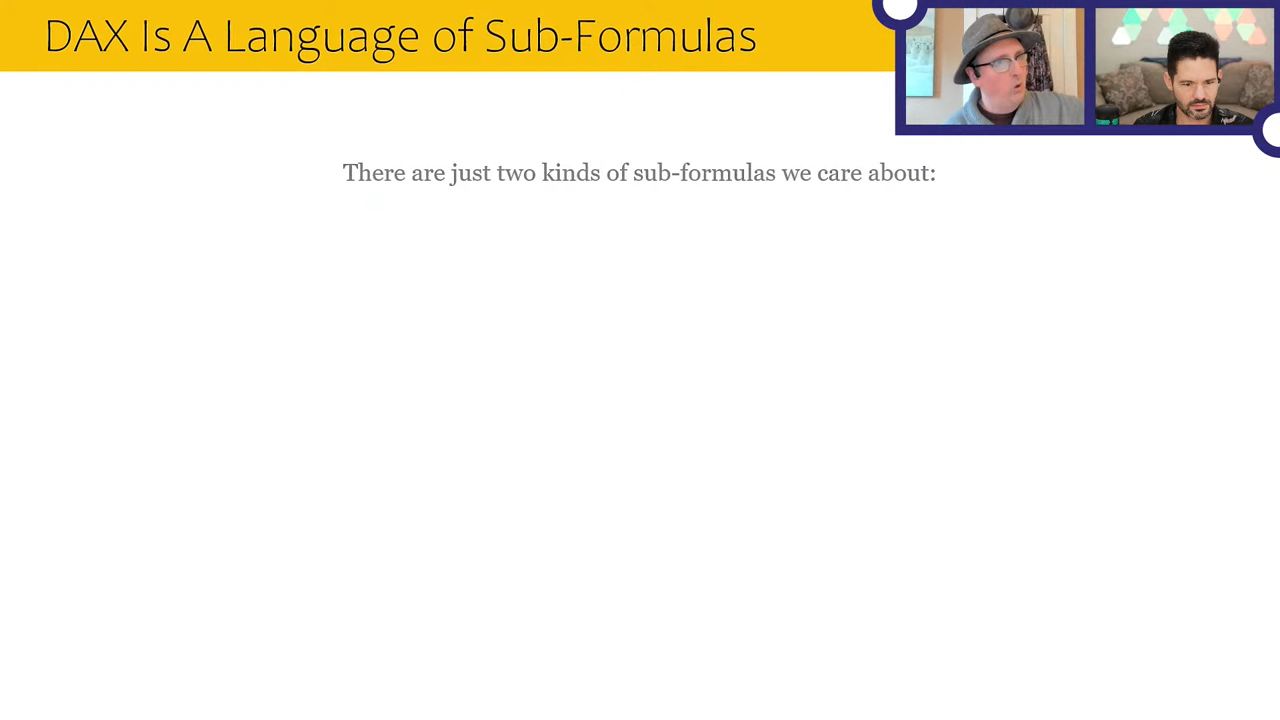 DAX Is A Language of Sub-Formulas
There are just two kinds of sub-formulas we care about: